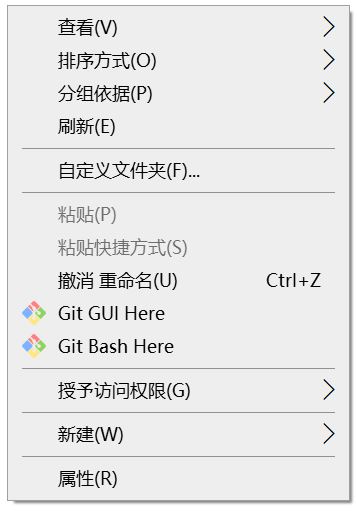 查看(V)
排序方式(O)
分组依据(P)
刷新(E)
自定义文件夹(F)...
粘贴(P)
粘贴快捷方式(S)
撤消 重命名(U) Ctrl+Z
Git GUI Here
Git Bash Here
授予访问权限(G)
新建(W)
属性(R)